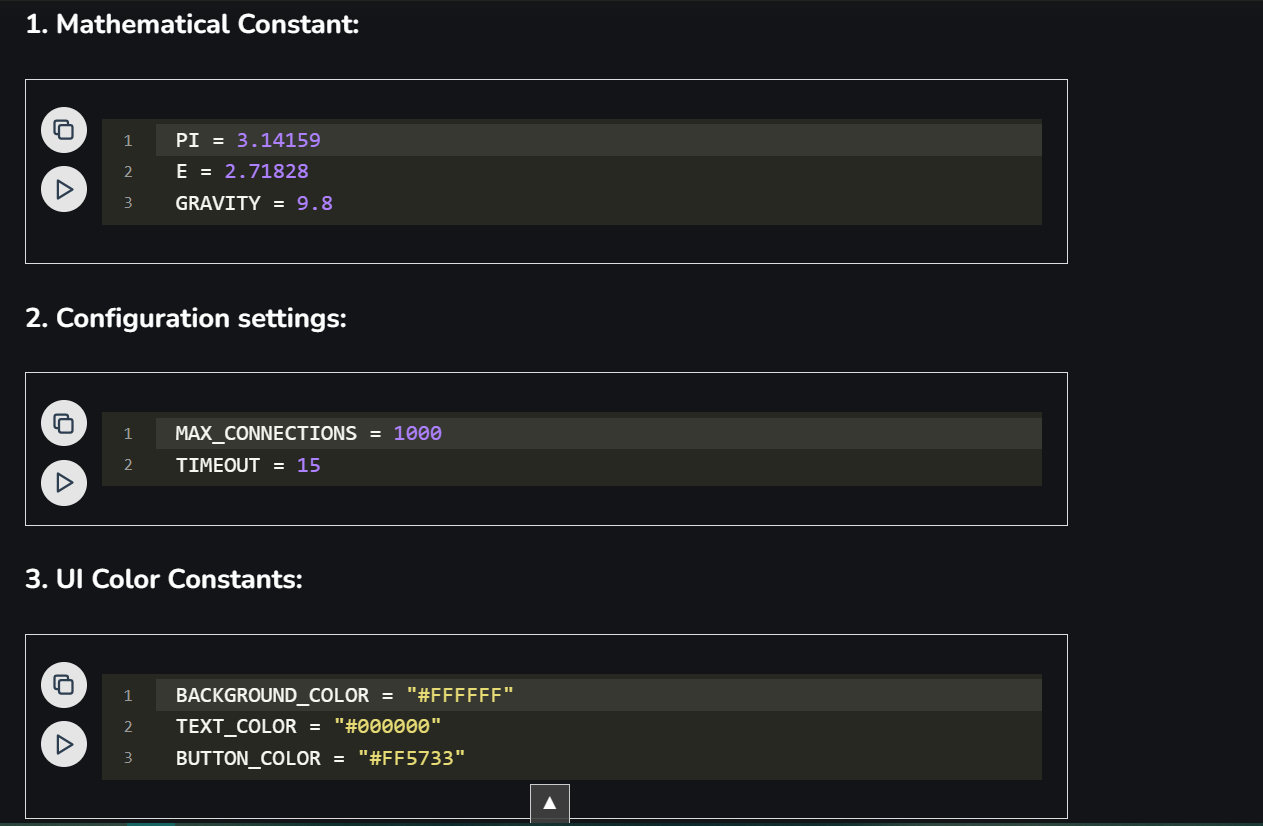 1. Mathematical Constant:
1 PI = 3.14159
2 E = 2.71828
3 GRAVITY = 9.8
2. Configuration settings:
1 MAX_CONNECTIONS = 1000
2 TIMEOUT = 15
3. UI Color Constants:
1 BACKGROUND_COLOR = "#FFFFFF"
2 TEXT_COLOR = "#000000"
3 BUTTON_COLOR = "#FF5733"